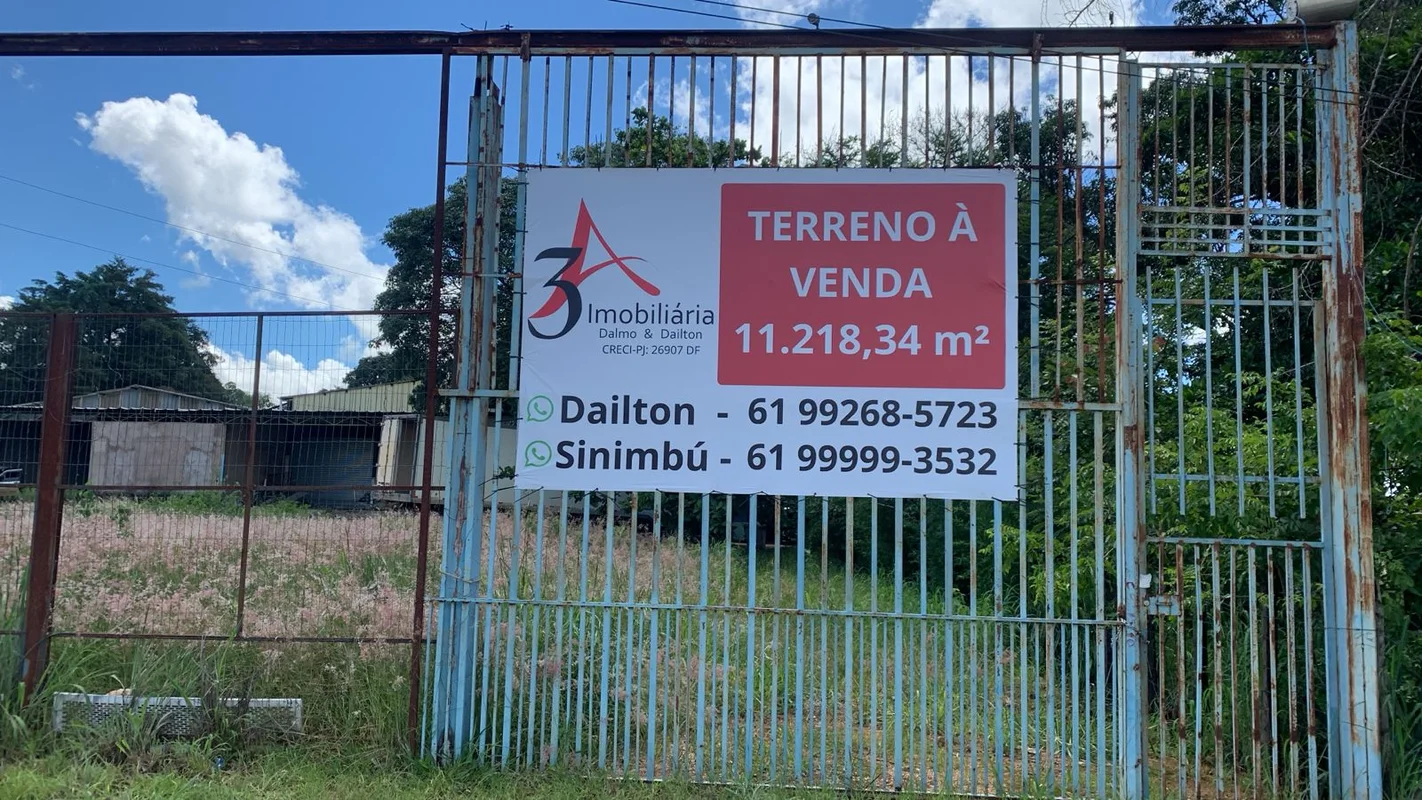 3A Imobiliária
Dalmo & Dailton
CRECI-PJ: 26907 DF
TERRENO À
VENDA
11.218,34 m²
Dailton - 61 99268-5723
Sinimbú - 61 99999-3532